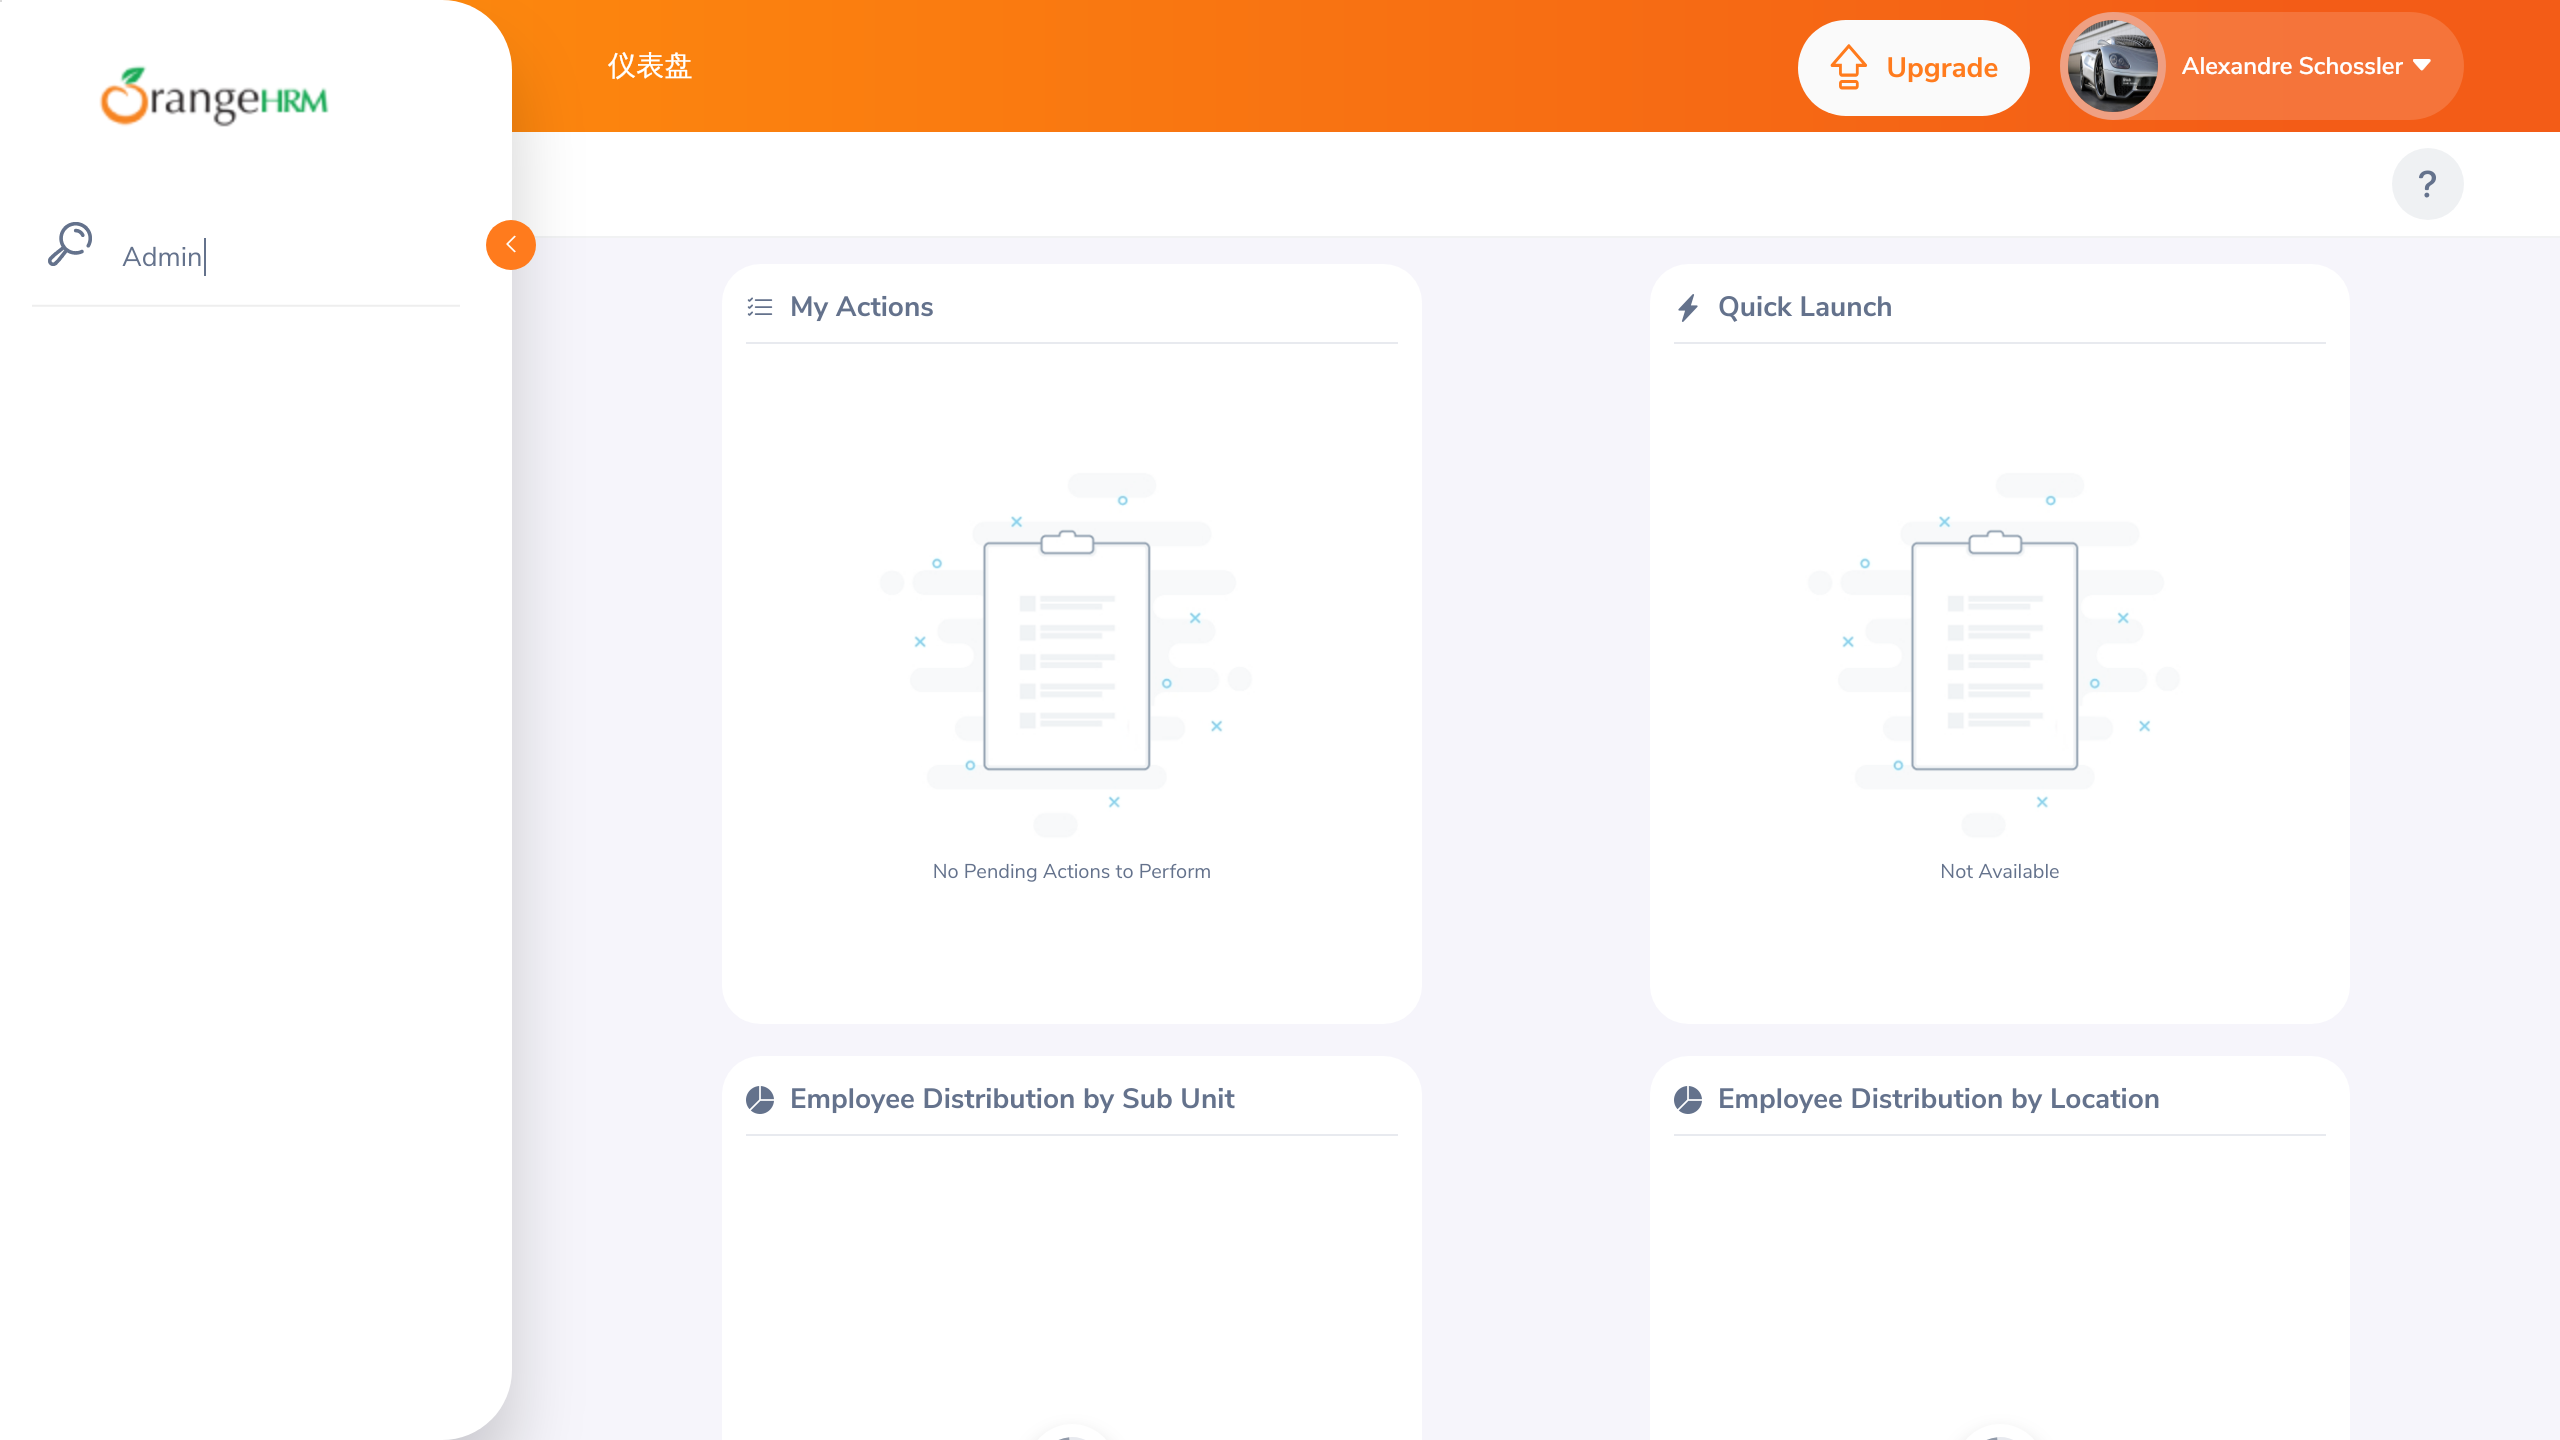 OrangeHRM
Admin
仪表盘
Upgrade
Alexandre Schossler
?
My Actions
No Pending Actions to Perform
Quick Launch
Not Available
Employee Distribution by Sub Unit
Employee Distribution by Location